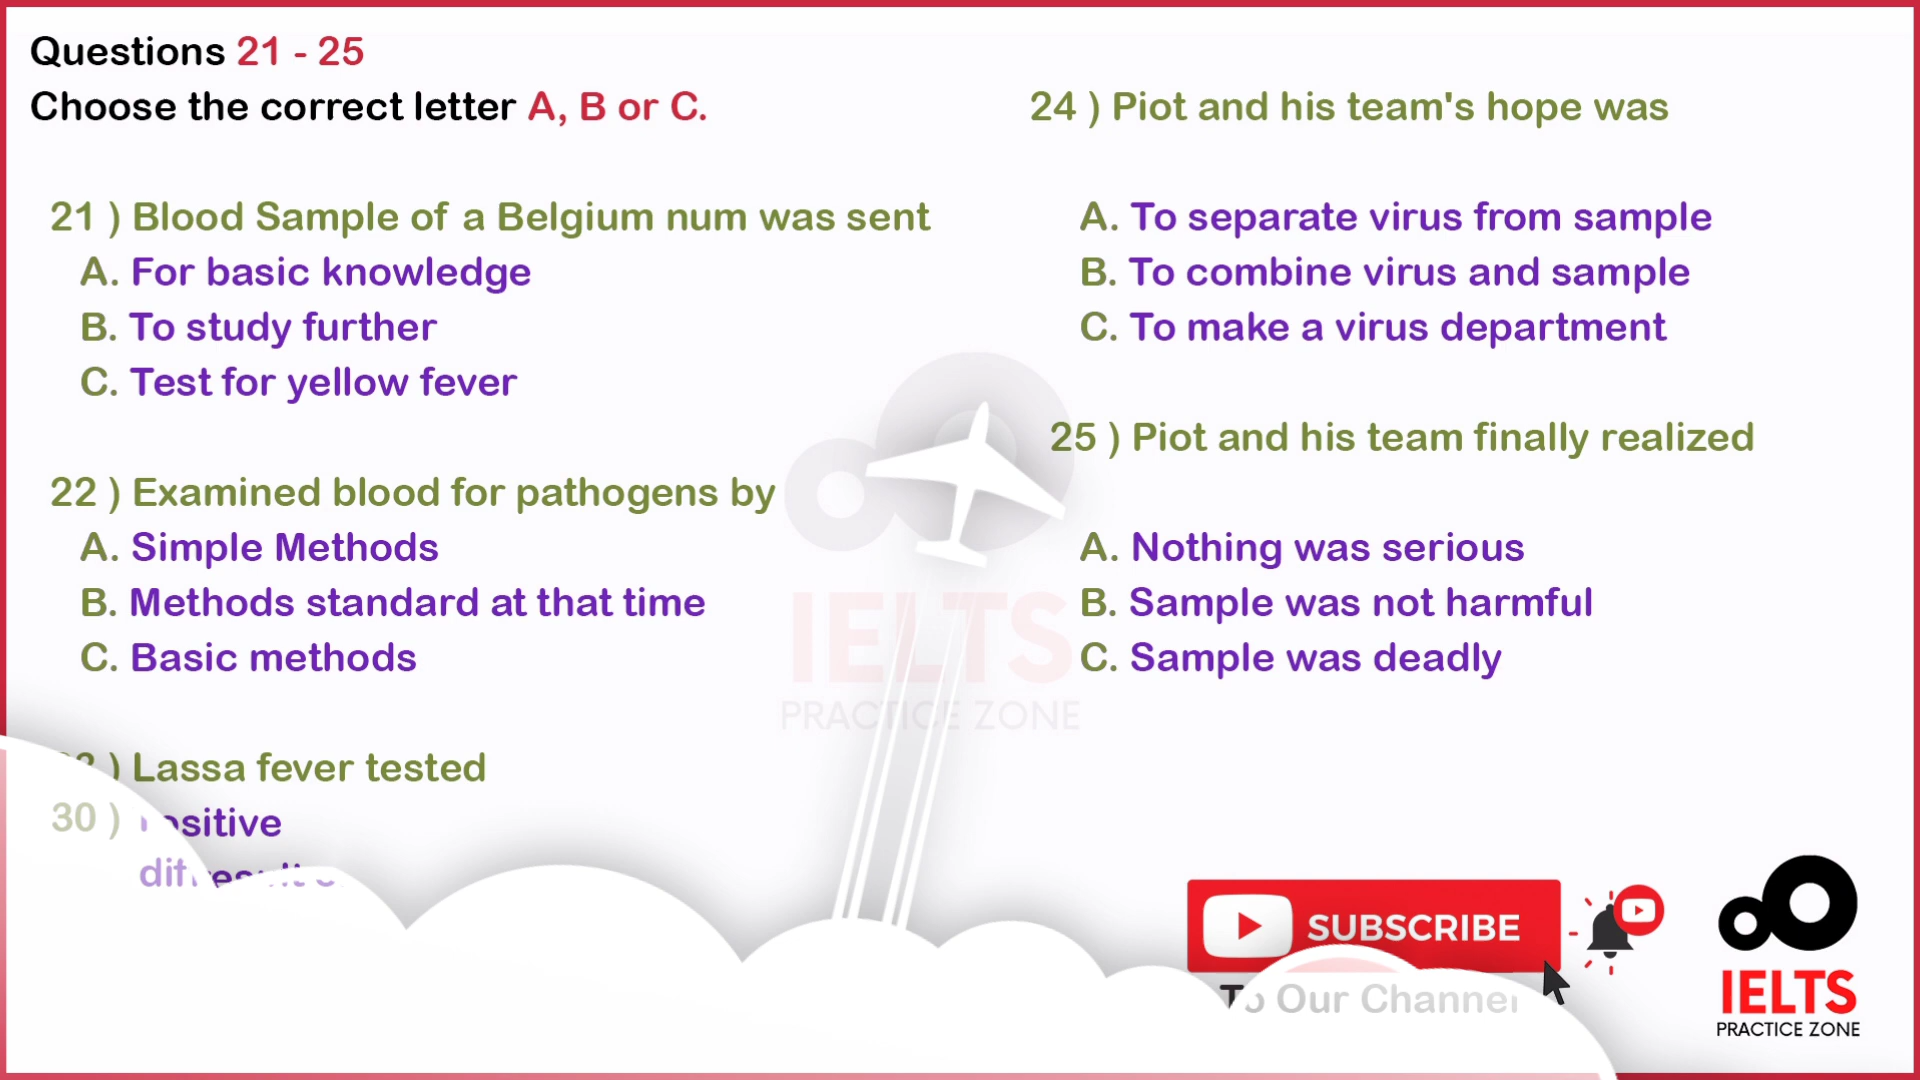 Questions 21 - 25
Choose the correct letter A, B or C.
21 ) Blood Sample of a Belgium num was sent
A. For basic knowledge
B. To study further
C. Test for yellow fever
22 ) Examined blood for pathogens by
A. Simple Methods
B. Methods standard at that time
C. Basic methods
) Lassa fever tested
30 )
24 ) Piot and his team's hope was
A. To separate virus from sample
B. To combine virus and sample
C. To make a virus department
25 ) Piot and his team finally realized
A. Nothing was serious
B. Sample was not harmful
C. Sample was deadly
IELTS
PRACTICE ZONE
SUBSCRIBE
To Our Channel
IELTS
PRACTICE ZONE